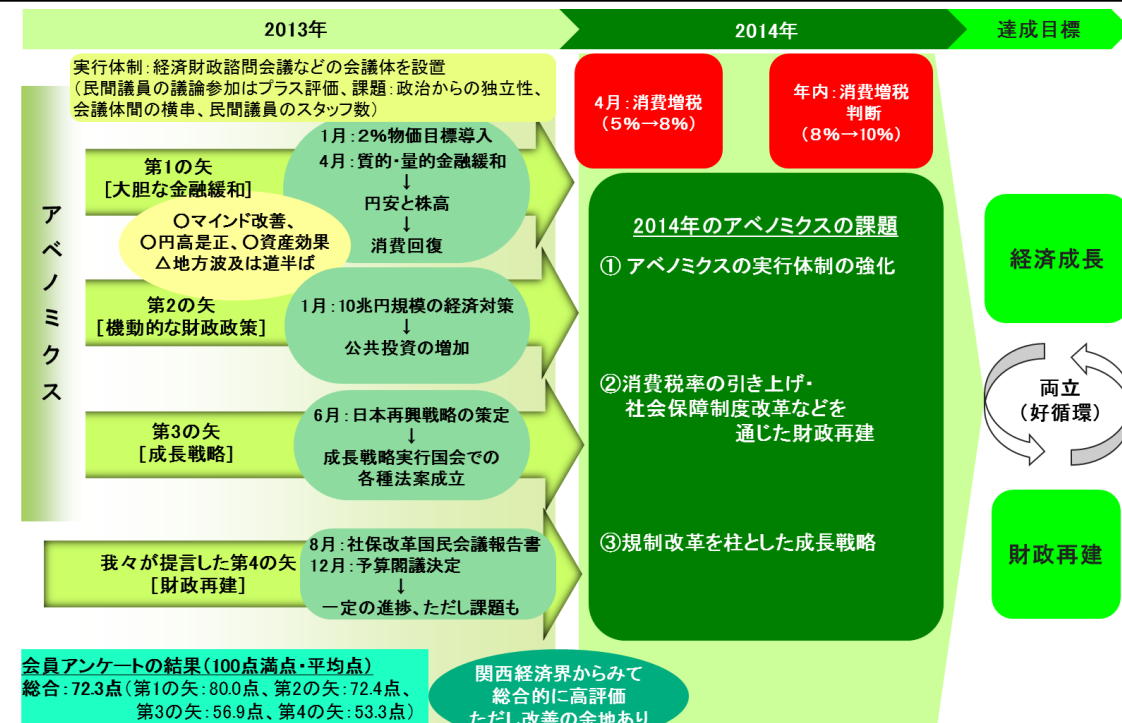 2013年
2014年
達成目標
実行体制：経済財政諮問会議などの会議体を設置
（民間議員の議論参加はプラス評価、課題：政治からの独立性、
会議体間の横串、民間議員のスタッフ数）
4月：消費増税
（5％→8％）
年内：消費増税
判断
（8％→10％）
アベノミクス
第1の矢
［大胆な金融緩和］
1月：2％物価目標導入
4月：質的・量的金融緩和
↓
円安と株高
↓
消費回復
〇マインド改善、
〇円高是正、〇資産効果
△地方波及は道半ば
第2の矢
［機動的な財政政策］
1月：10兆円規模の経済対策
↓
公共投資の増加
第3の矢
［成長戦略］
6月：日本再興戦略の策定
↓
成長戦略実行国会での
各種法案成立
我々が提言した第4の矢
［財政再建］
8月：社保改革国民会議報告書
12月：予算閣議決定
↓
一定の進捗、ただし課題も
2014年のアベノミクスの課題
① アベノミクスの実行体制の強化
②消費税率の引き上げ・
社会保障制度改革などを
通じた財政再建
③規制改革を柱とした成長戦略
経済成長
両立
（好循環）
財政再建
会員アンケートの結果（100点満点・平均点）
総合：72.3点（第1の矢：80.0点、第2の矢：72.4点、
第3の矢：56.9点、第4の矢：53.3点）
関西経済界からみて
総合的に高評価
ただし改善の余地あり